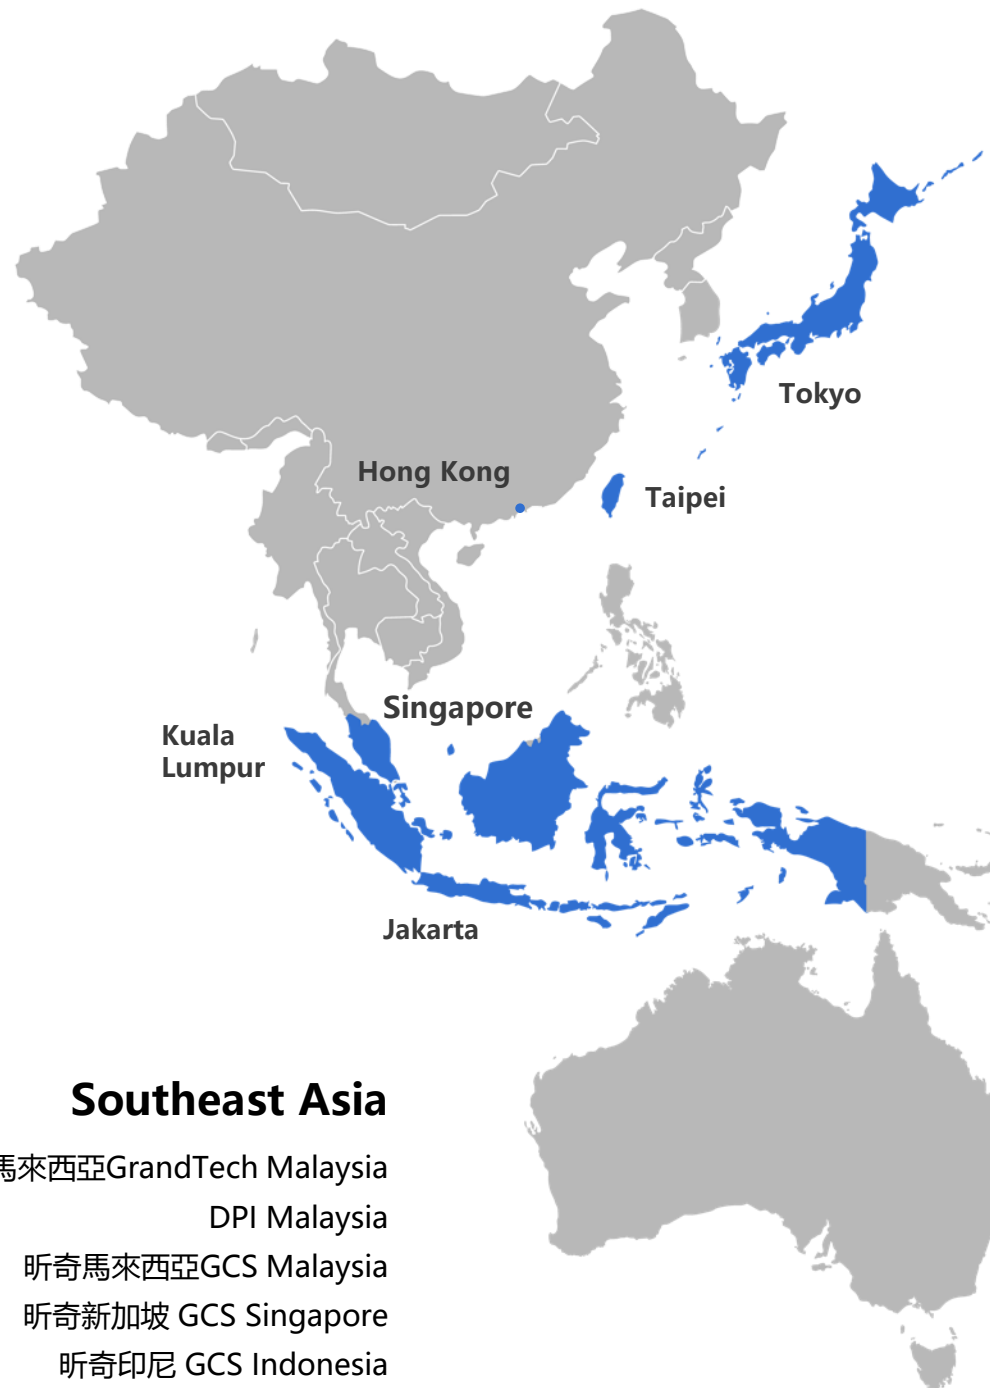 Tokyo
Hong Kong
Taipei
Singapore
Kuala
Lumpur
Jakarta
Southeast Asia
馬來西亞GrandTech Malaysia
DPI Malaysia
昕奇馬來西亞GCS Malaysia
昕奇新加坡 GCS Singapore
昕奇印尼 GCS Indonesia